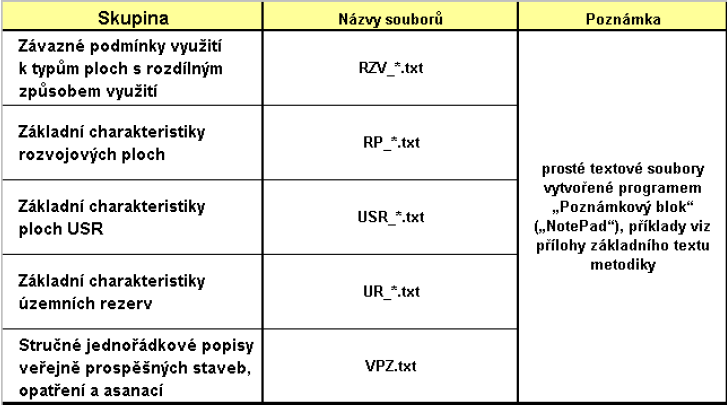 Skupina
Názvy souborů
Poznámka
Závazné podmínky využití
k typům ploch s rozdílným
způsobem využití
RZV_*.txt
Základní charakteristiky
rozvojových ploch
RP_*.txt
Základní charakteristiky
ploch USR
USR_*.txt
Základní charakteristiky
územních rezerv
UR_*.txt
Stručné jednořádkové popisy
veřejně prospěšných staveb,
opatření a asanací
VPZ.txt
prosté textové soubory
vytvořené programem
„Poznámkový blok“
(„NotePad“), příklady viz
přílohy základního textu
metodiky